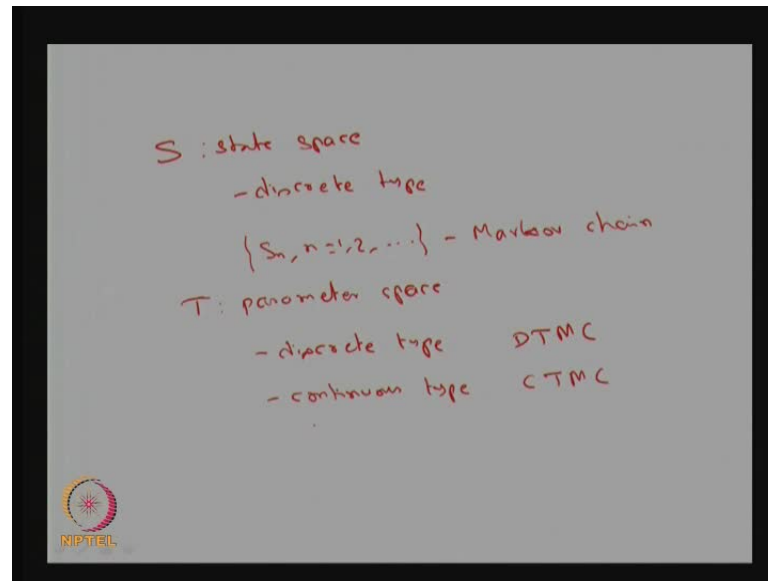 S : state space
- discrete type
{Sn, n=1,2, ...} - Markov chain
T : parameter space
- discrete type DTMC
- continuous type CTMC
NPTEL